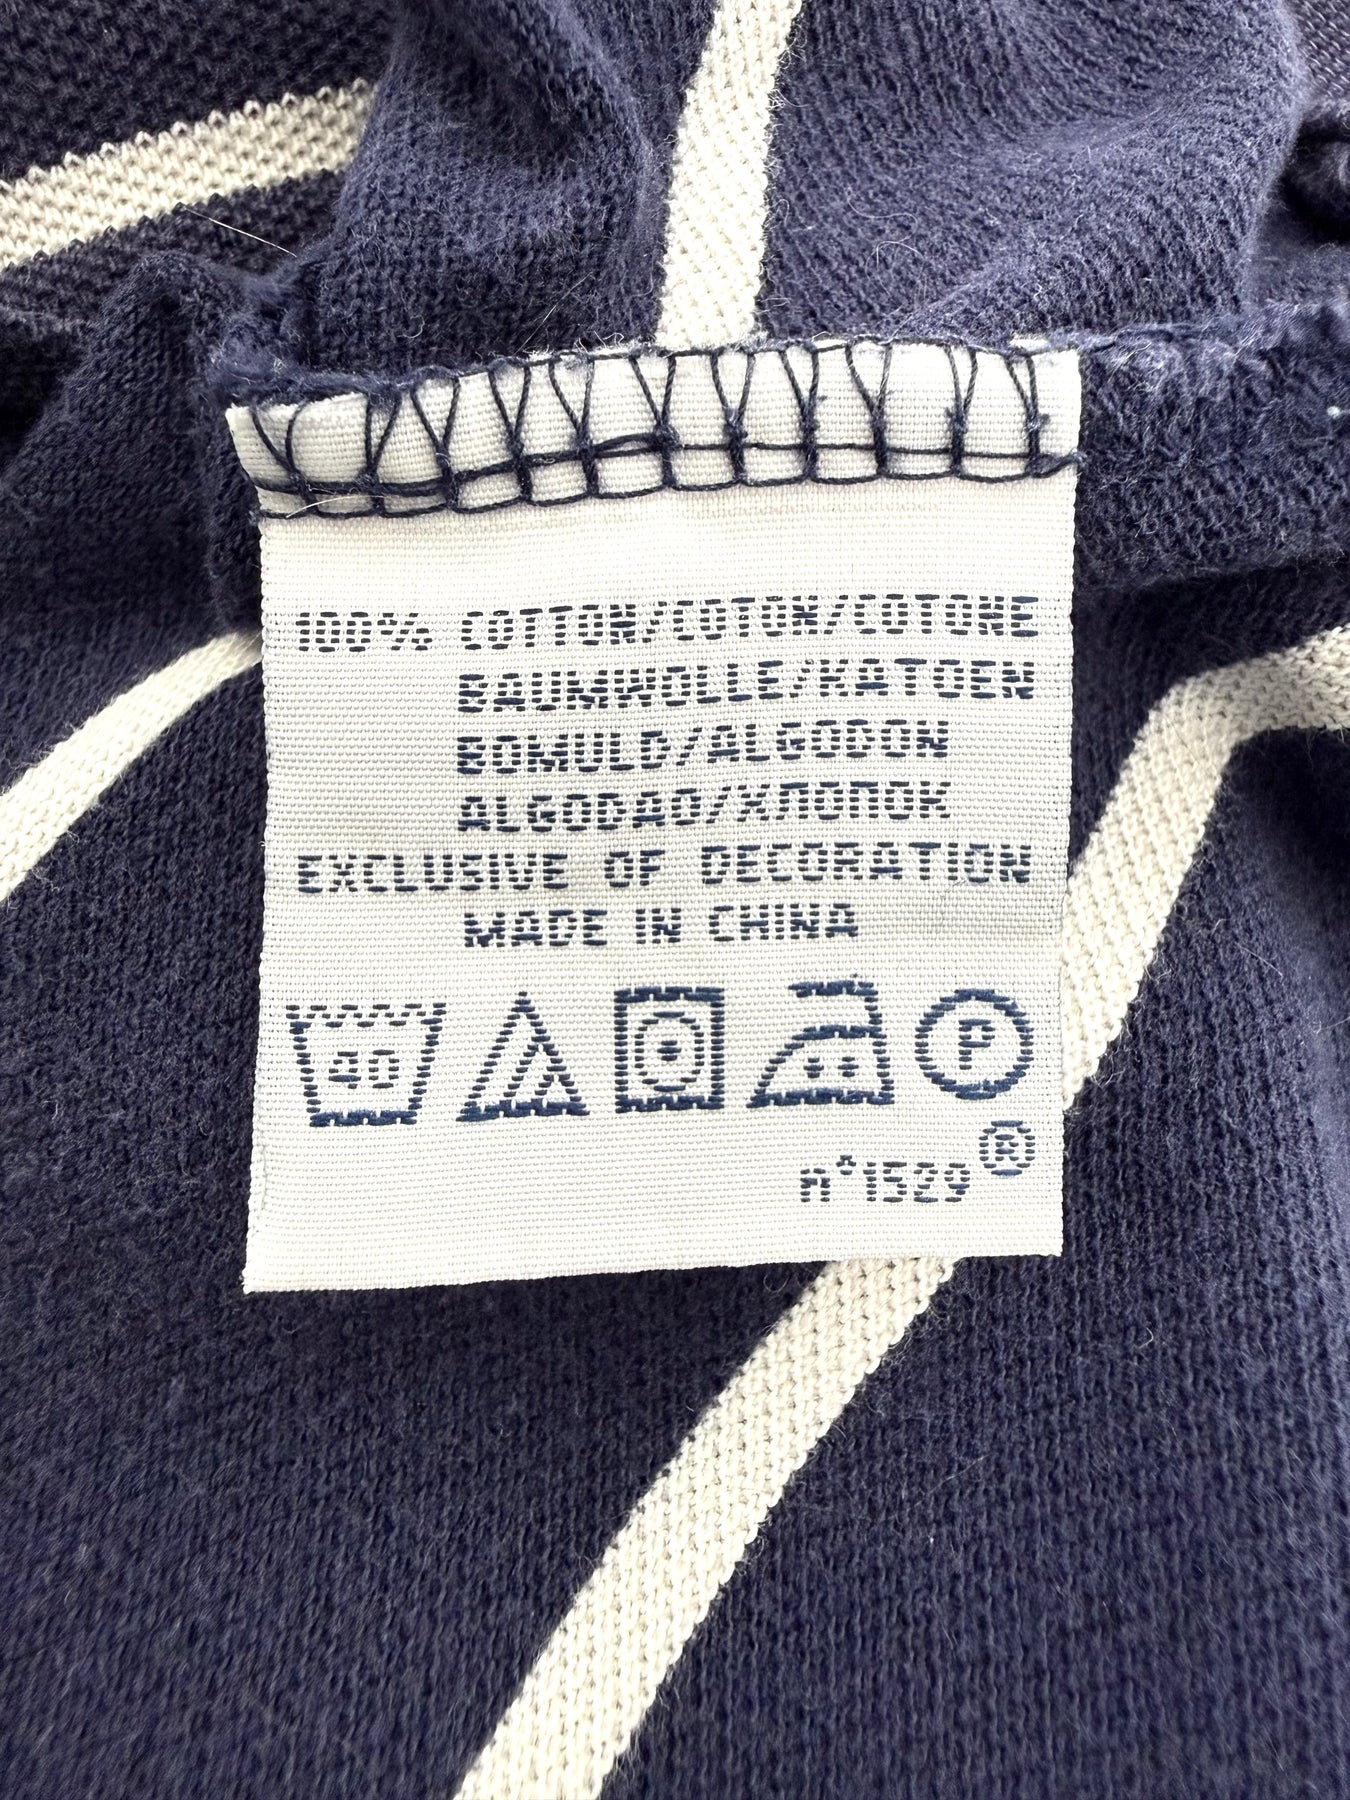 100% COTTON/COTON/COTONE
BAUMWOLLE/KATOEN
BOMULD/ALGODON
ALGODAO/ХЛОПОК
EXCLUSIVE OF DECORATION
MADE IN CHINA
40 P
n°1529®